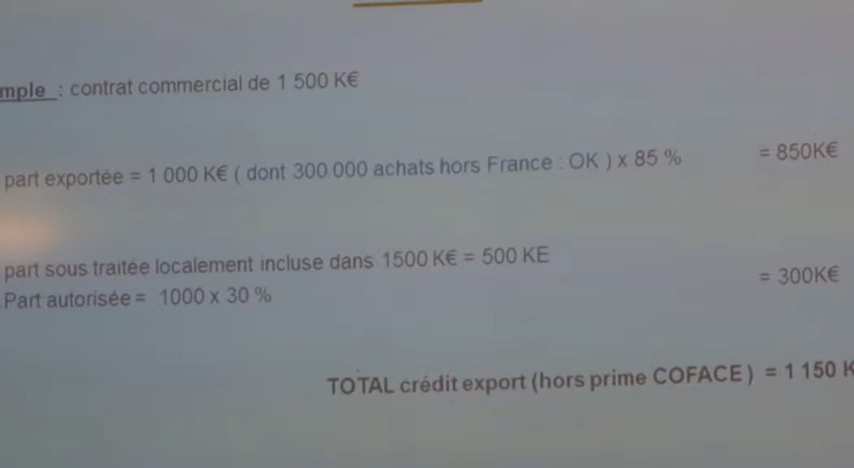 mple : contrat commercial de 1 500 K€
part exportée = 1 000 K€ ( dont 300 000 achats hors France : OK ) x 85 % = 850K€
part sous traitée localement incluse dans 1500 K€ = 500 KE
Part autorisée = 1000 x 30 % = 300K€
TOTAL crédit export (hors prime COFACE ) = 1 150 K